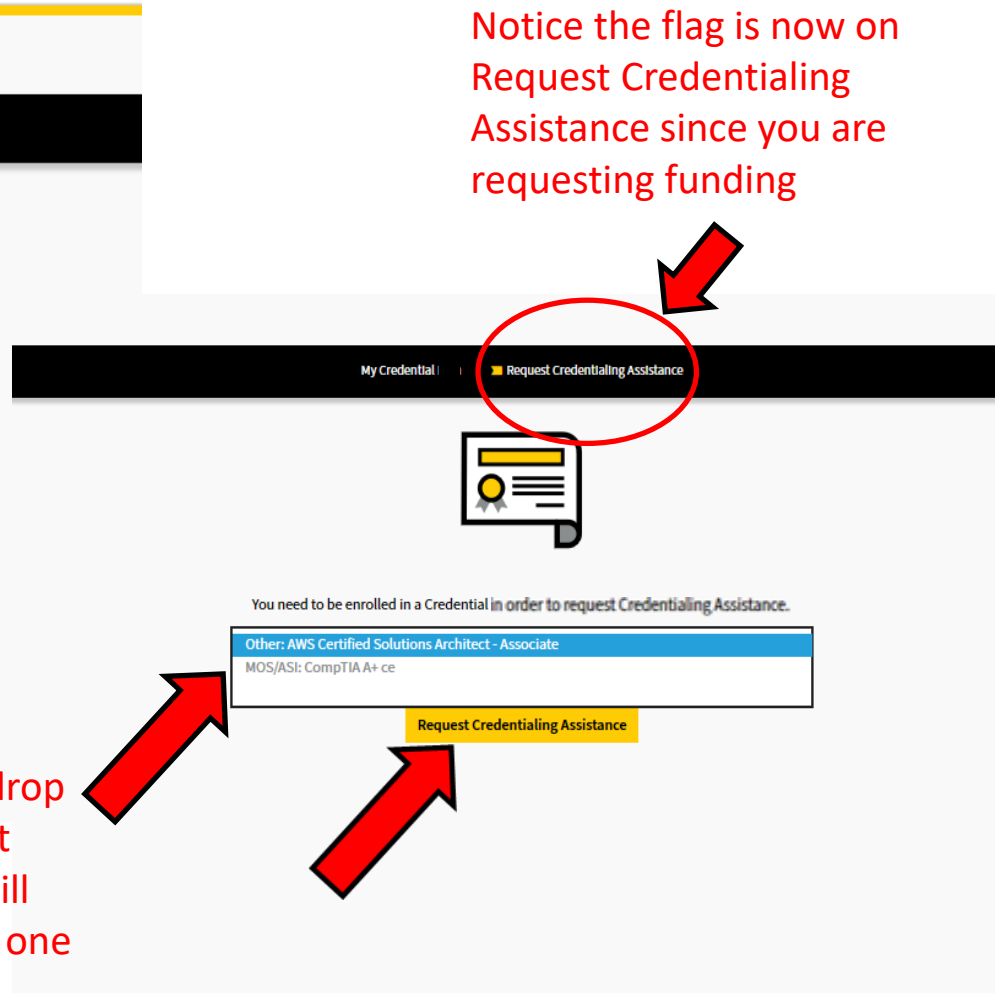 Notice the flag is now on
Request Credentialing
Assistance since you are
requesting funding
My Credential Request Credentialing Assistance
You need to be enrolled in a Credential in order to request Credentialing Assistance.
Other: AWS Certified Solutions Architect - Associate
MOS/ASI: CompTIA A+ ce
Request Credentialing Assistance
one